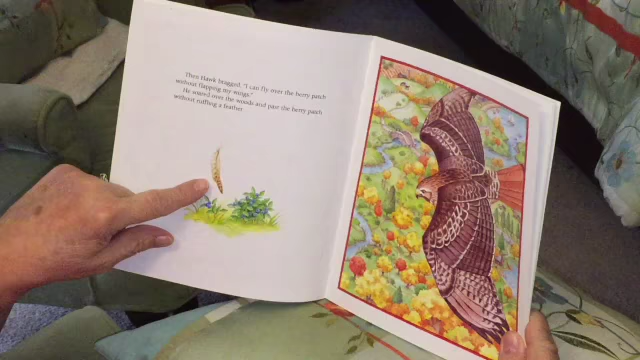 Then Hawk bragged, "I can fly over the berry patch
without flapping my wings."
He soared over the woods and past the berry patch
without ruffling a feather.